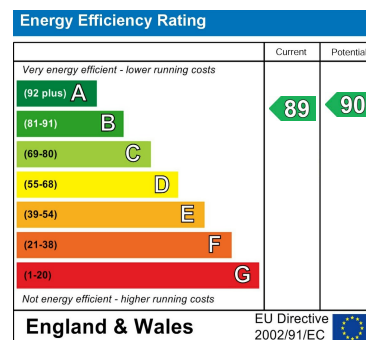 Energy Efficiency Rating
Current Potential
Very energy efficient - lower running costs
(92 plus) A
(81-91) B
89 90
(69-80) C
(55-68) D
(39-54) E
(21-38) F
(1-20) G
Not energy efficient - higher running costs
England & Wales
EU Directive
2002/91/EC